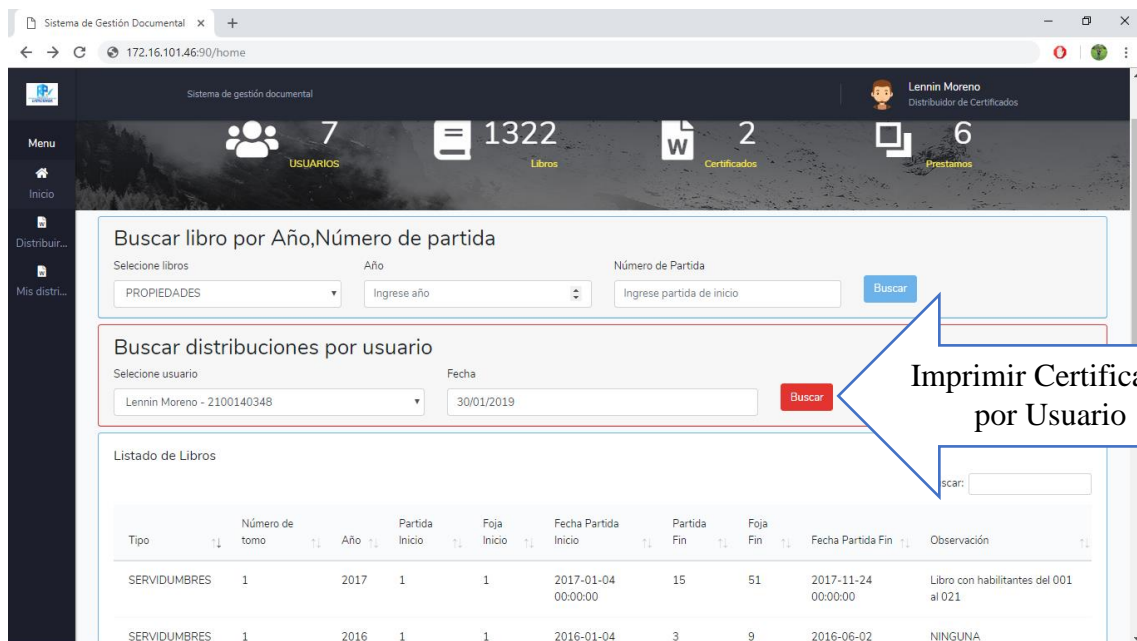 Sistema de Gestión Documental
172.16.101.46:90/home
Sistema de gestión documental
Lennin Moreno
Distribuidor de Certificados
Menu
Inicio
Distribuir...
Mis distri...
7
USUARIOS
1322
Libros
W
2
Certificados
6
Prestamos
Buscar libro por Año,Número de partida
Selecione libros
Año
Número de Partida
PROPIEDADES
Ingrese año
Ingrese partida de inicio
Buscar
Buscar distribuciones por usuario
Selecione usuario
Fecha
Lennin Moreno - 2100140348
30/01/2019
Buscar
Imprimir Certifica
por Usuario
Listado de Libros
scar:
Tipo
Número de tomo
Año
Partida Inicio
Foja Inicio
Fecha Partida Inicio
Partida Fin
Foja Fin
Fecha Partida Fin
Observación
SERVIDUMBRES 1 2017 1 1 2017-01-04 00:00:00 15 51 2017-11-24 00:00:00 Libro con habilitantes del 001 al 021
SERVIDUMBRES 1 2016 1 1 2016-01-04 3 9 2016-06-02 NINGUNA